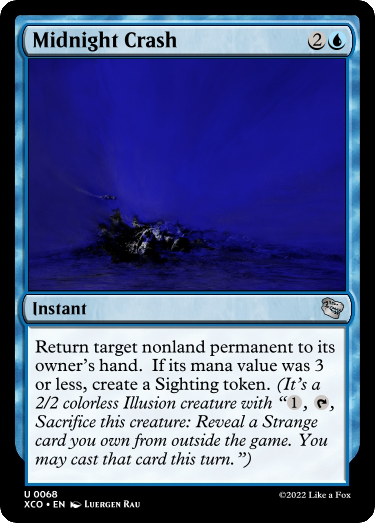 Midnight Crash 2
Instant
Return target nonland permanent to its
owner's hand.  If its mana value was 3
or less, create a Sighting token. (It's a
2/2 colorless Illusion creature with “1, ,
Sacrifice this creature: Reveal a Strange
card you own from outside the game. You
may cast that card this turn.”)
U 0068
XCO • EN Luergen Rau
©2022 Like a Fox